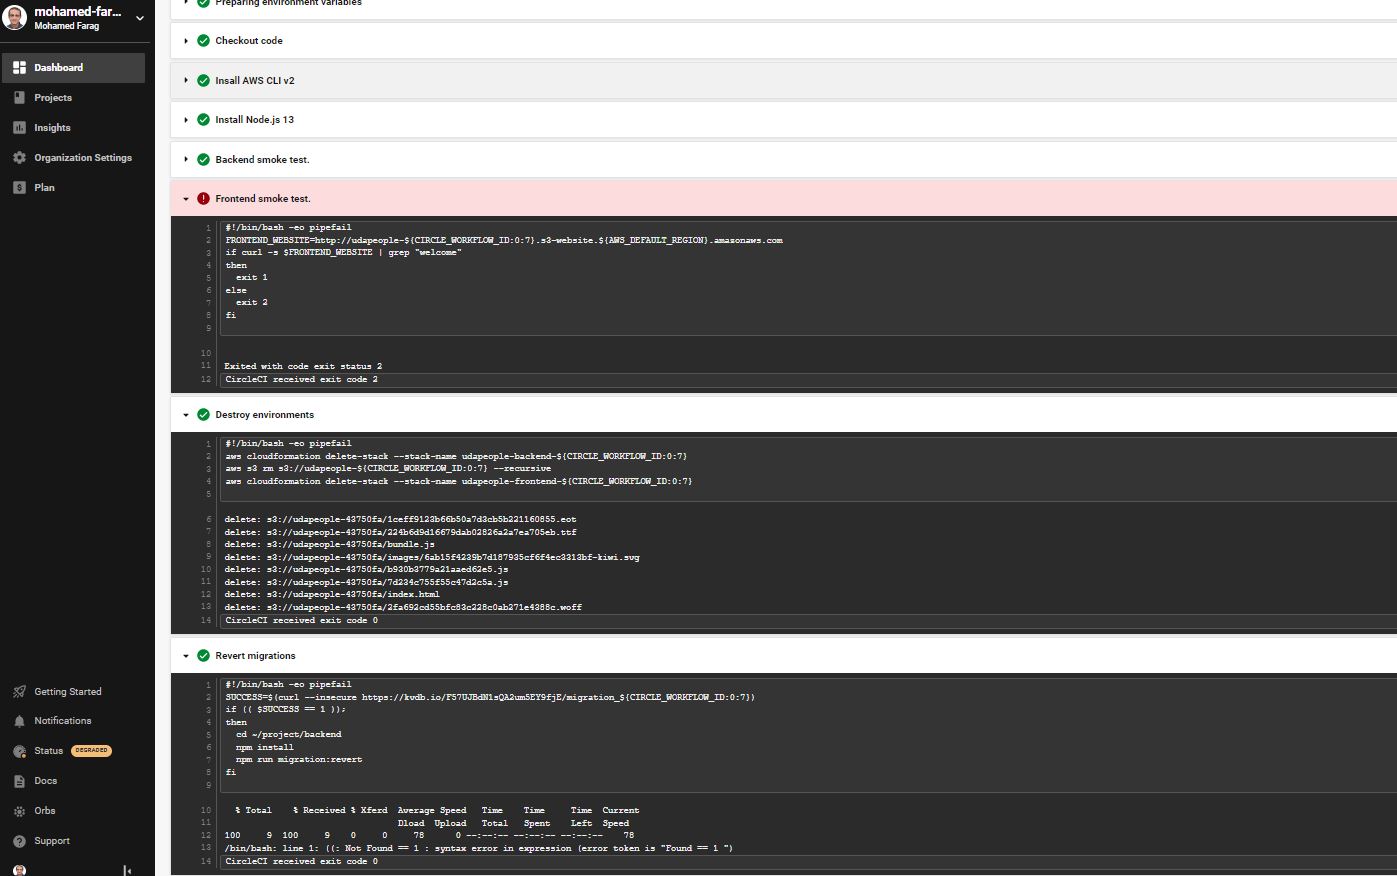 mohamed-far...
Mohamed Farag
Dashboard
Projects
Insights
Organization Settings
Plan
Getting Started
Notifications
Status DEGRADED
Docs
Orbs
Support
Preparing environment variables
Checkout code
Insall AWS CLI v2
Install Node.js 13
Backend smoke test.
Frontend smoke test.
1 #!/bin/bash -eo pipefail
2 FRONTEND_WEBSITE=http://udapeople-${CIRCLE_WORKFLOW_ID:0:7}.s3-website.${AWS_DEFAULT_REGION}.amazonaws.com
3 if curl -s $FRONTEND_WEBSITE | grep "welcome"
4 then
5 exit 1
6 else
7 exit 2
8 fi
9
10
11 Exited with code exit status 2
12 CircleCI received exit code 2
Destroy environments
1 #!/bin/bash -eo pipefail
2 aws cloudformation delete-stack --stack-name udapeople-backend-${CIRCLE_WORKFLOW_ID:0:7}
3 aws s3 rm s3://udapeople-${CIRCLE_WORKFLOW_ID:0:7} --recursive
4 aws cloudformation delete-stack --stack-name udapeople-frontend-${CIRCLE_WORKFLOW_ID:0:7}
5
6 delete: s3://udapeople-43750fa/1ceff9123b66b50a7d3cb5b221160855.eot
7 delete: s3://udapeople-43750fa/224b6d9d16679dab02826a2a7ea705eb.ttf
8 delete: s3://udapeople-43750fa/bundle.js
9 delete: s3://udapeople-43750fa/images/6ab15f4239b7d187935cf6f4ec3313bf-kiwi.svg
10 delete: s3://udapeople-43750fa/b930b3779a21aaed62e5.js
11 delete: s3://udapeople-43750fa/7d234c755f55c47d2c5a.js
12 delete: s3://udapeople-43750fa/index.html
13 delete: s3://udapeople-43750fa/2fa692cd55bfc83c228c0ab271e4388c.woff
14 CircleCI received exit code 0
Revert migrations
1 #!/bin/bash -eo pipefail
2 SUCCESS=$(curl --insecure https://kvdb.io/F57UJBdN1sQA2um5EY9fjE/migration_${CIRCLE_WORKFLOW_ID:0:7})
3 if (( $SUCCESS == 1 ));
4 then
5 cd ~/project/backend
6 npm install
7 npm run migration:revert
8 fi
9
10 % Total % Received % Xferd Average Speed Time Time Time Current
11 Dload Upload Total Spent Left Speed
12 100 9 100 9 0 0 78 0 --:--:-- --:--:-- --:--:-- 78
13 /bin/bash: line 1: ((: Not Found == 1 : syntax error in expression (error token is "Found == 1 ")
14 CircleCI received exit code 0